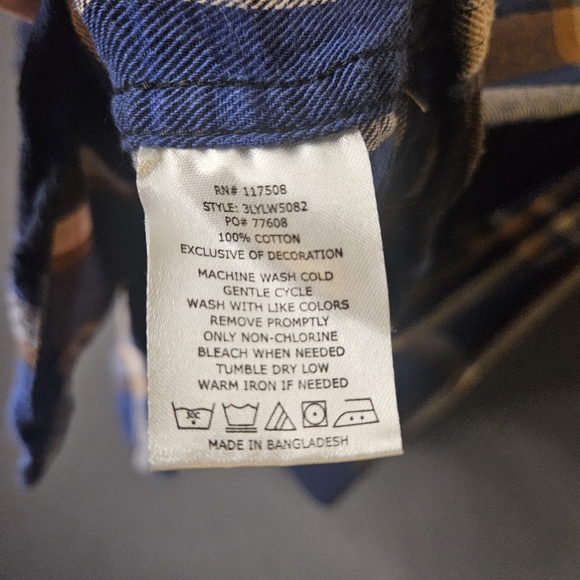 RN# 117508
STYLE: 3LYLW5082
PO# 77608
100% COTTON
EXCLUSIVE OF DECORATION
MACHINE WASH COLD
GENTLE CYCLE
WASH WITH LIKE COLORS
REMOVE PROMPTLY
ONLY NON-CHLORINE
BLEACH WHEN NEEDED
TUMBLE DRY LOW
WARM IRON IF NEEDED
30C
MADE IN BANGLADESH